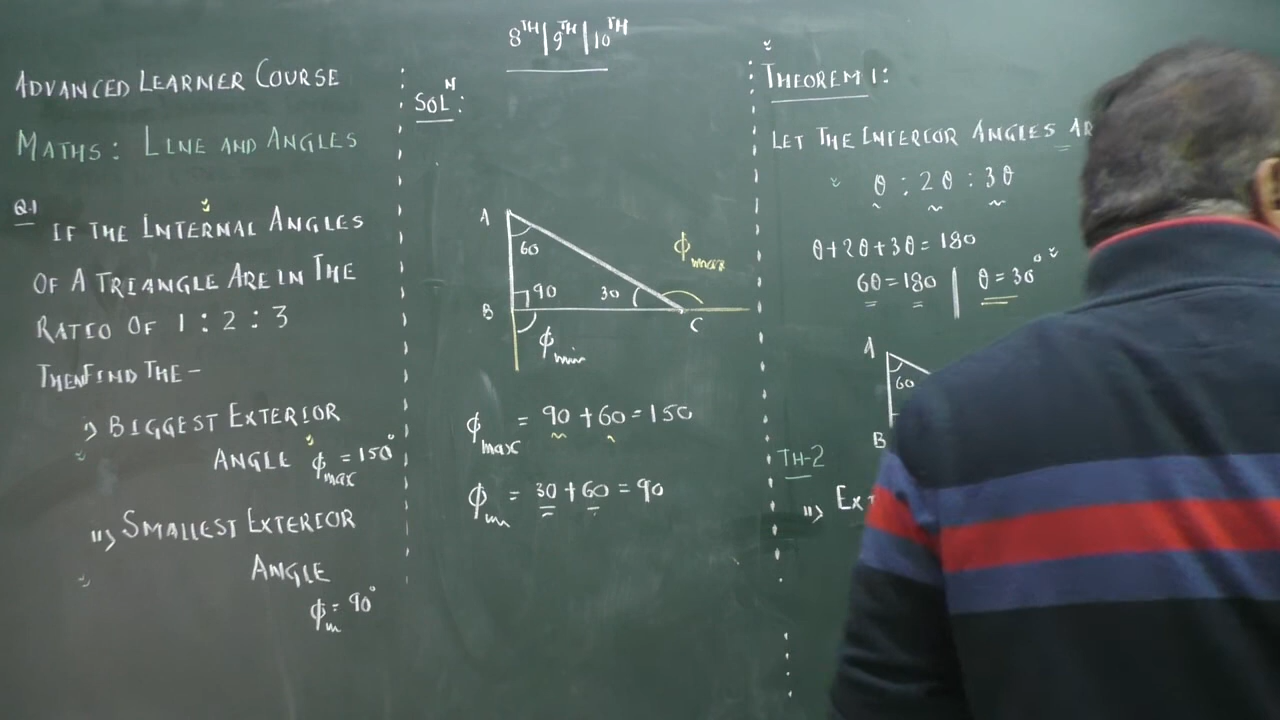 8TH|9TH|10TH
ADVANCED LEARNER COURSE
MATHS: LINE AND ANGLES
Q.1
IF THE INTERNAL ANGLES
OF A TRIANGLE ARE IN THE
RATIO OF 1:2:3
THEN FIND THE -
i) BIGGEST EXTERIOR
ANGLE ϕmax = 150°
ii) SMALLEST EXTERIOR
ANGLE
ϕm = 90°
SOLN:
A
60
90
30
B
C
ϕmax
ϕmin
ϕmax = 90 + 60 = 150
ϕm = 30 + 60 = 90
THEOREM 1:
LET THE INTERIOR ANGLES
θ : 2θ : 3θ
θ+2θ+3θ = 180
6θ = 180 | θ = 30°
A
60
B
TH-2
ii)